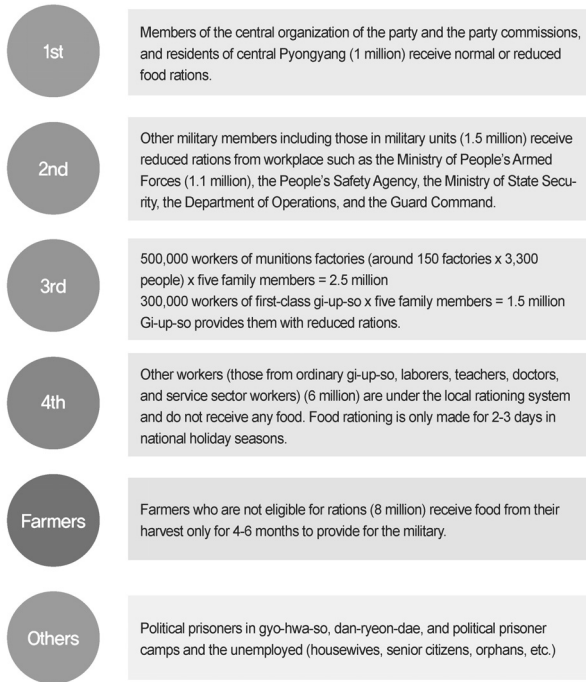 1st
Members of the central organization of the party and the party commissions,
and residents of central Pyongyang (1 million) receive normal or reduced
food rations.
2nd
Other military members including those in military units (1.5 million) receive
reduced rations from workplace such as the Ministry of People's Armed
Forces (1.1 million), the People's Safety Agency, the Ministry of State Secu-
rity, the Department of Operations, and the Guard Command.
3rd
500,000 workers of munitions factories (around 150 factories x 3,300
people) x five family members = 2.5 million
300,000 workers of first-class gi-up-so x five family members = 1.5 million
Gi-up-so provides them with reduced rations.
4th
Other workers (those from ordinary gi-up-so, laborers, teachers, doctors,
and service sector workers) (6 million) are under the local rationing system
and do not receive any food. Food rationing is only made for 2-3 days in
national holiday seasons.
Farmers
Farmers who are not eligible for rations (8 million) receive food from their
harvest only for 4-6 months to provide for the military.
Others
Political prisoners in gyo-hwa-so, dan-ryeon-dae, and political prisoner
camps and the unemployed (housewives, senior citizens, orphans, etc.)